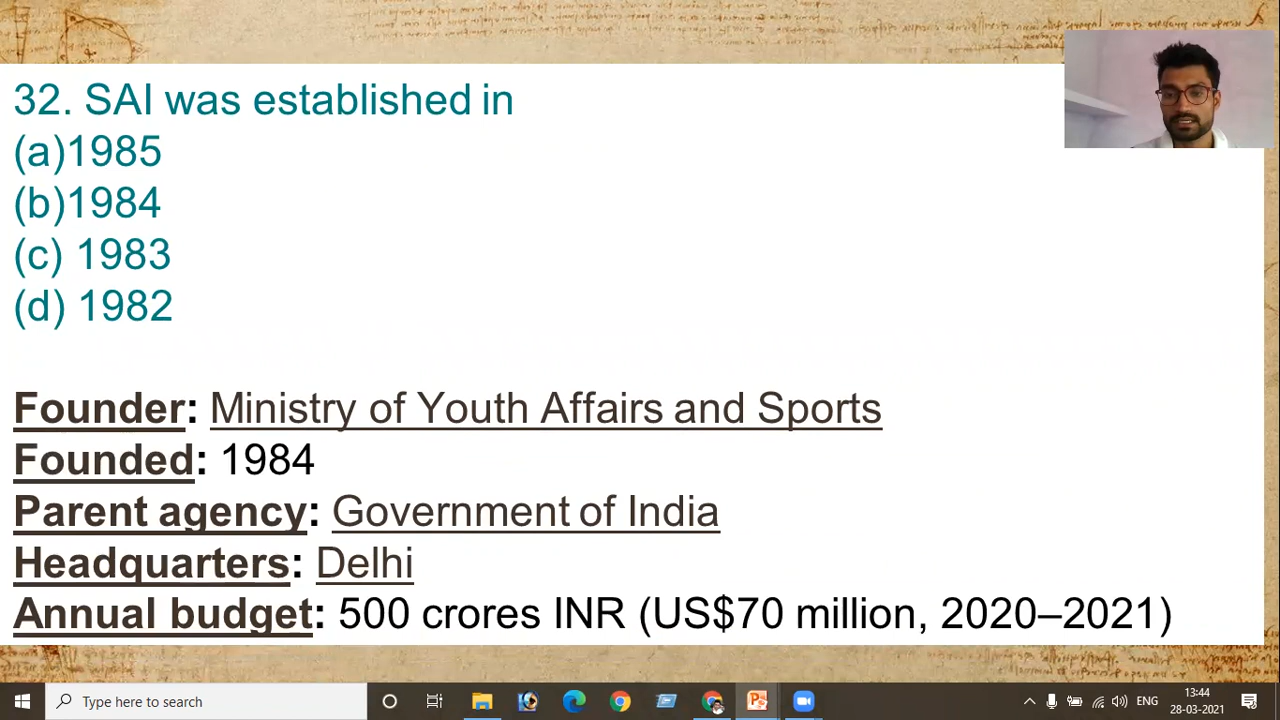 32. SAI was established in
(a)1985
(b)1984
(c) 1983
(d) 1982
Founder: Ministry of Youth Affairs and Sports
Founded: 1984
Parent agency: Government of India
Headquarters: Delhi
Annual budget: 500 crores INR (US$70 million, 2020–2021)
Type here to search
ENG
13:44
28-03-2021